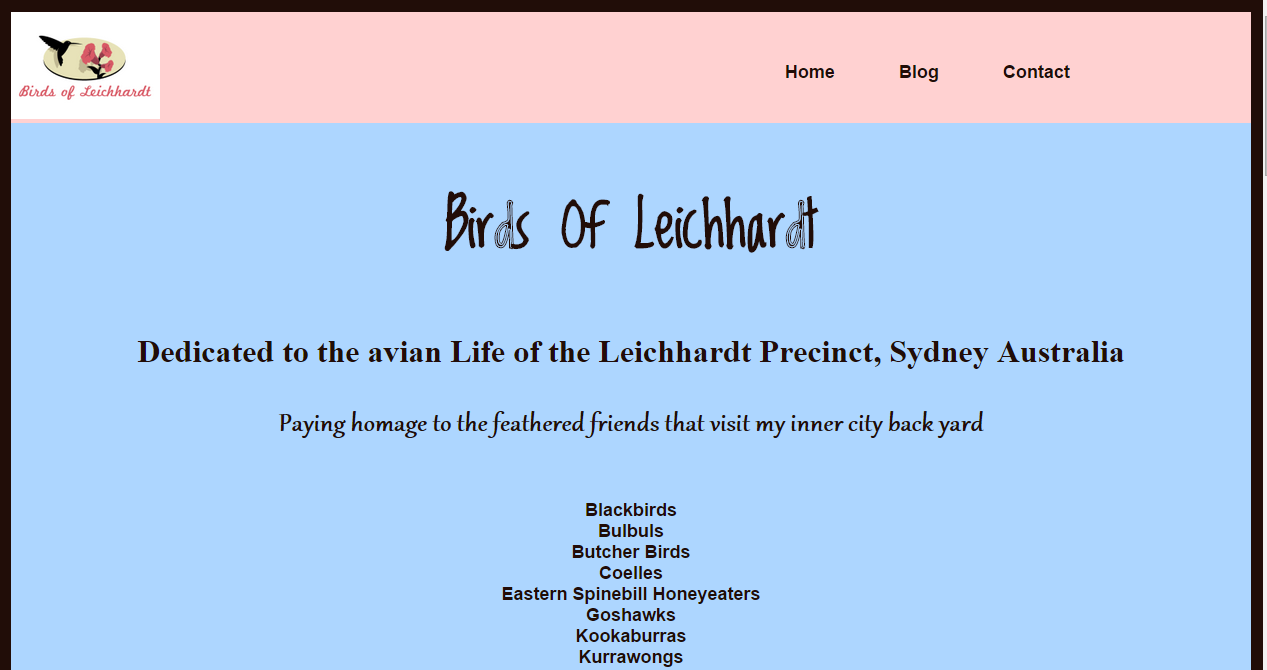 Birds of Leichhardt
Home Blog Contact
Birds Of Leichhardt
Dedicated to the avian Life of the Leichhardt Precinct, Sydney Australia
Paying homage to the feathered friends that visit my inner city back yard
Blackbirds
Bulbuls
Butcher Birds
Coelles
Eastern Spinebill Honeyeaters
Goshawks
Kookaburras
Kurrawongs